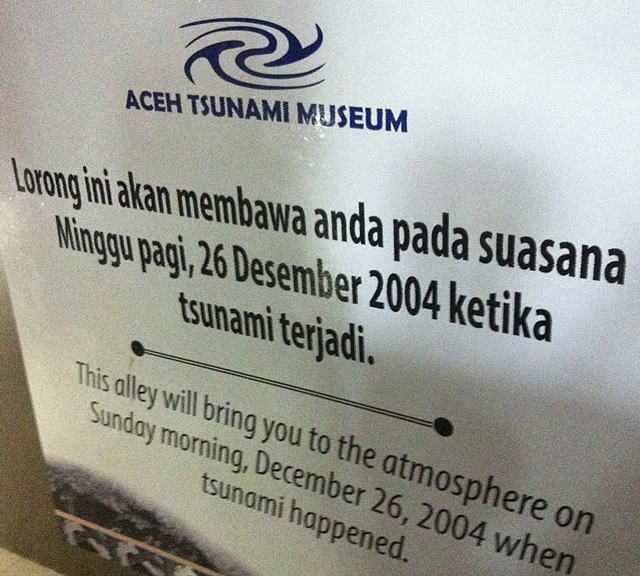 ACEH TSUNAMI MUSEUM
Lorong ini akan membawa anda pada suasana
Minggu pagi, 26 Desember 2004 ketika
tsunami terjadi.
This alley will bring you to the atmosphere on
Sunday morning, December 26, 2004 when
tsunami happened.